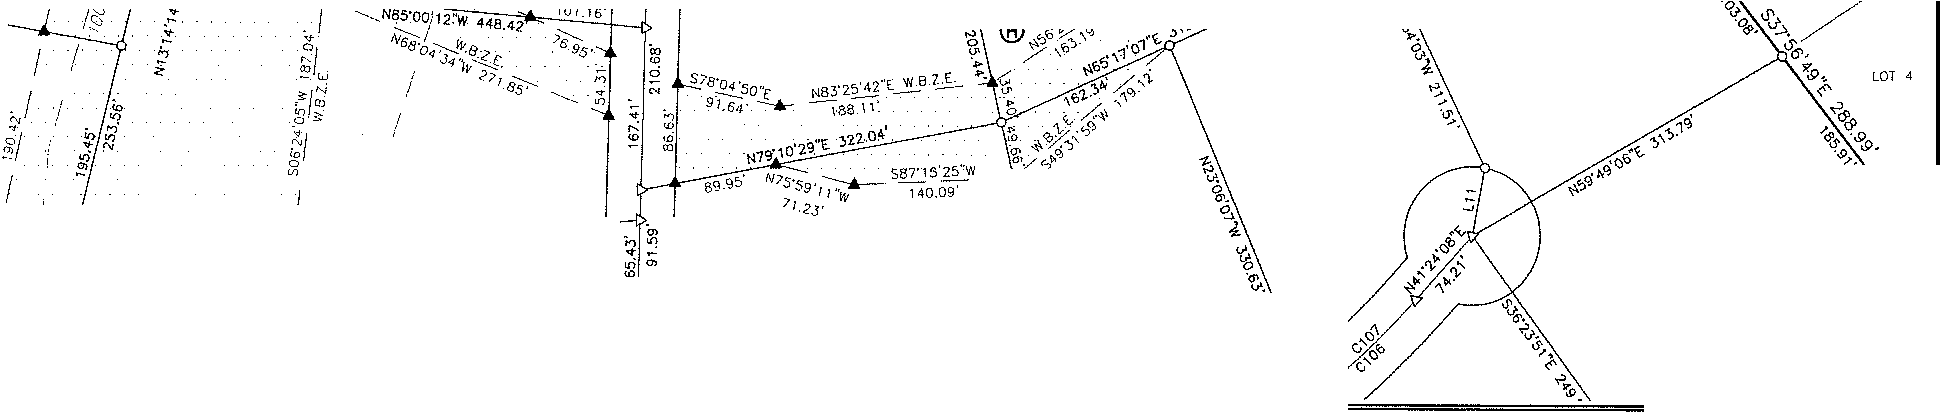 190.42'
195.45'
253.56'
N13°14'14
S06°24'05"W 187.04'
W.B.Z.E.
N85°00'12"W 448.42'
107.16'
76.95'
W.B.Z.E.
N68°04'34"W 271.85'
54.31'
210.68'
167.41'
86.63'
S78°04'50"E
91.64'
N83°25'42"E W.B.Z.E.
188.11'
N79°10'29"E 322.04'
89.95'
N75°59'11"W
71.23'
S87°15'25"W
140.09'
65.43'
91.59'
205.44'
35.40
49.66'
H
163.19
N65°17'07"E
162.34'
W.B.Z.E.
S49°31'59"W 179.12'
N23°06'07"W 330.63'
54'03"W 211.51'
L11
N41°24'08"E
74.21'
C107
C106
N59°49'06"E 313.79'
S36°23'51"E 249'
03.08'
S37°56'49"E 288.99'
185.91'
LOT 4